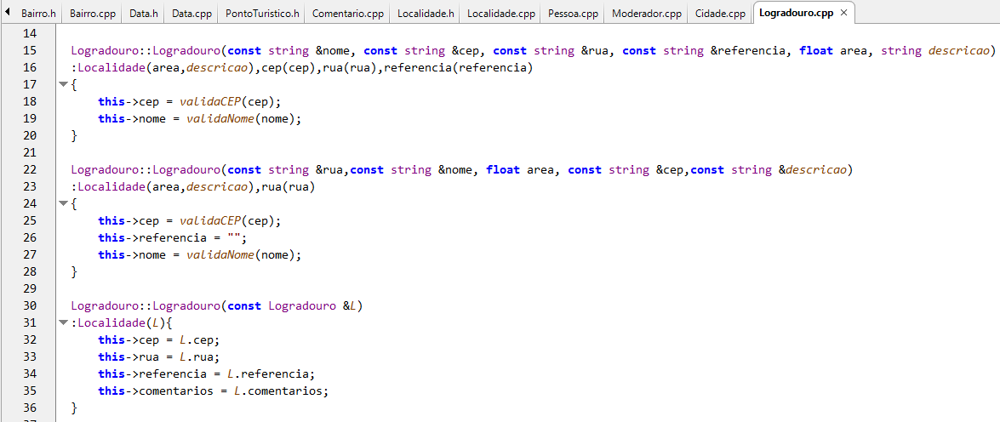 Bairro.h Bairro.cpp Data.h Data.cpp PontoTuristico.h Comentario.cpp Localidade.h Localidade.cpp Pessoa.cpp Moderador.cpp Cidade.cpp Logradouro.cpp ×
14
15 Logradouro::Logradouro(const string &nome, const string &cep, const string &rua, const string &referencia, float area, string descricao)
16 :Localidade(area,descricao),cep(cep),rua(rua),referencia(referencia)
17 {
18 this->cep = validaCEP(cep);
19 this->nome = validaNome(nome);
20 }
21
22 Logradouro::Logradouro(const string &rua,const string &nome, float area, const string &cep,const string &descricao)
23 :Localidade(area,descricao),rua(rua)
24 {
25 this->cep = validaCEP(cep);
26 this->referencia = "";
27 this->nome = validaNome(nome);
28 }
29
30 Logradouro::Logradouro(const Logradouro &L)
31 :Localidade(L){
32 this->cep = L.cep;
33 this->rua = L.rua;
34 this->referencia = L.referencia;
35 this->comentarios = L.comentarios;
36 }